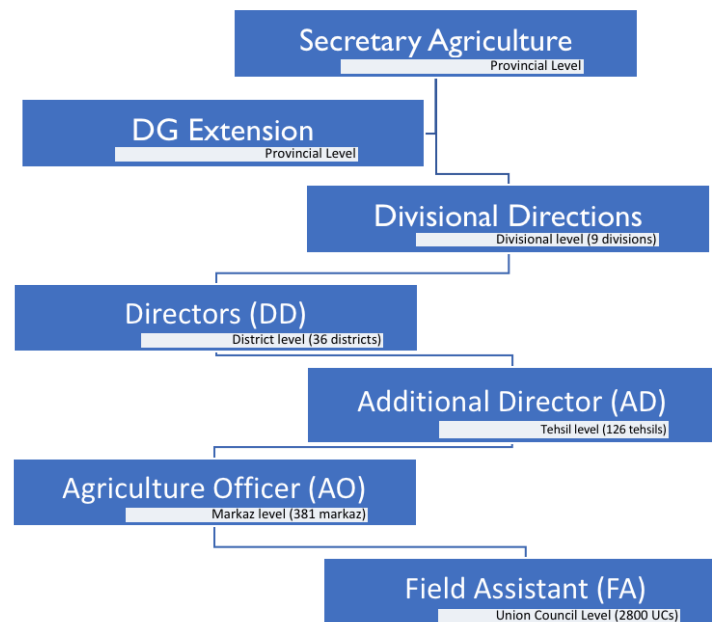 Secretary Agriculture
Provincial Level
DG Extension
Provincial Level
Divisional Directions
Divisional level (9 divisions)
Directors (DD)
District level (36 districts)
Additional Director (AD)
Tehsil level (126 tehsils)
Agriculture Officer (AO)
Markaz level (381 markaz)
Field Assistant (FA)
Union Council Level (2800 UCs)